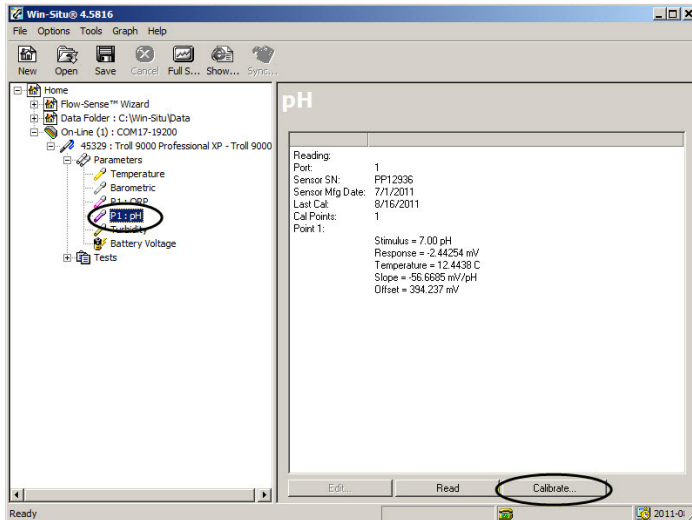 Win-Situ® 4.5816
File Options Tools Graph Help
New Open Save Cancel Full S... Show... Sync...
Home
Flow-Sense™ Wizard
Data Folder : C:\Win-Situ\Data
On-Line (1) : COM17-19200
45329 : Troll 9000 Professional XP - Troll 9000
Parameters
Temperature
Barometric
P1 : ORP
P1 : pH
Turbidity
Battery Voltage
Tests
pH
Reading:
Port: 1
Sensor SN: PP12936
Sensor Mfg Date: 7/1/2011
Last Cal: 8/16/2011
Cal Points: 1
Point 1:
Stimulus = 7.00 pH
Response = -2.44254 mV
Temperature = 12.4438 C
Slope = -56.6685 mV/pH
Offset = 394.237 mV
Edit... Read Calibrate...
Ready 2011-0